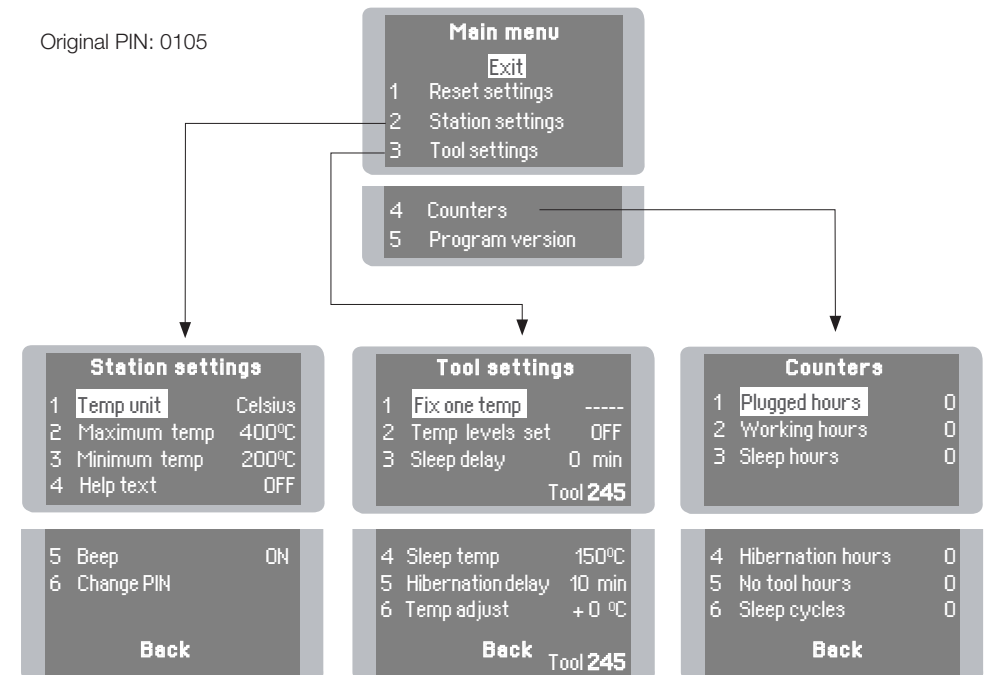 Original PIN: 0105
Main menu
Exit
1 Reset settings
2 Station settings
3 Tool settings
4 Counters
5 Program version
Station settings
1 Temp unit Celsius
2 Maximum temp 400ºC
3 Minimum temp 200ºC
4 Help text OFF
5 Beep ON
6 Change PIN
Back
Tool settings
1 Fix one temp -----
2 Temp levels set OFF
3 Sleep delay 0 min
Tool 245
4 Sleep temp 150ºC
5 Hibernation delay 10 min
6 Temp adjust +0 ºC
Back
Tool 245
Counters
1 Plugged hours 0
2 Working hours 0
3 Sleep hours 0
4 Hibernation hours 0
5 No tool hours 0
6 Sleep cycles 0
Back